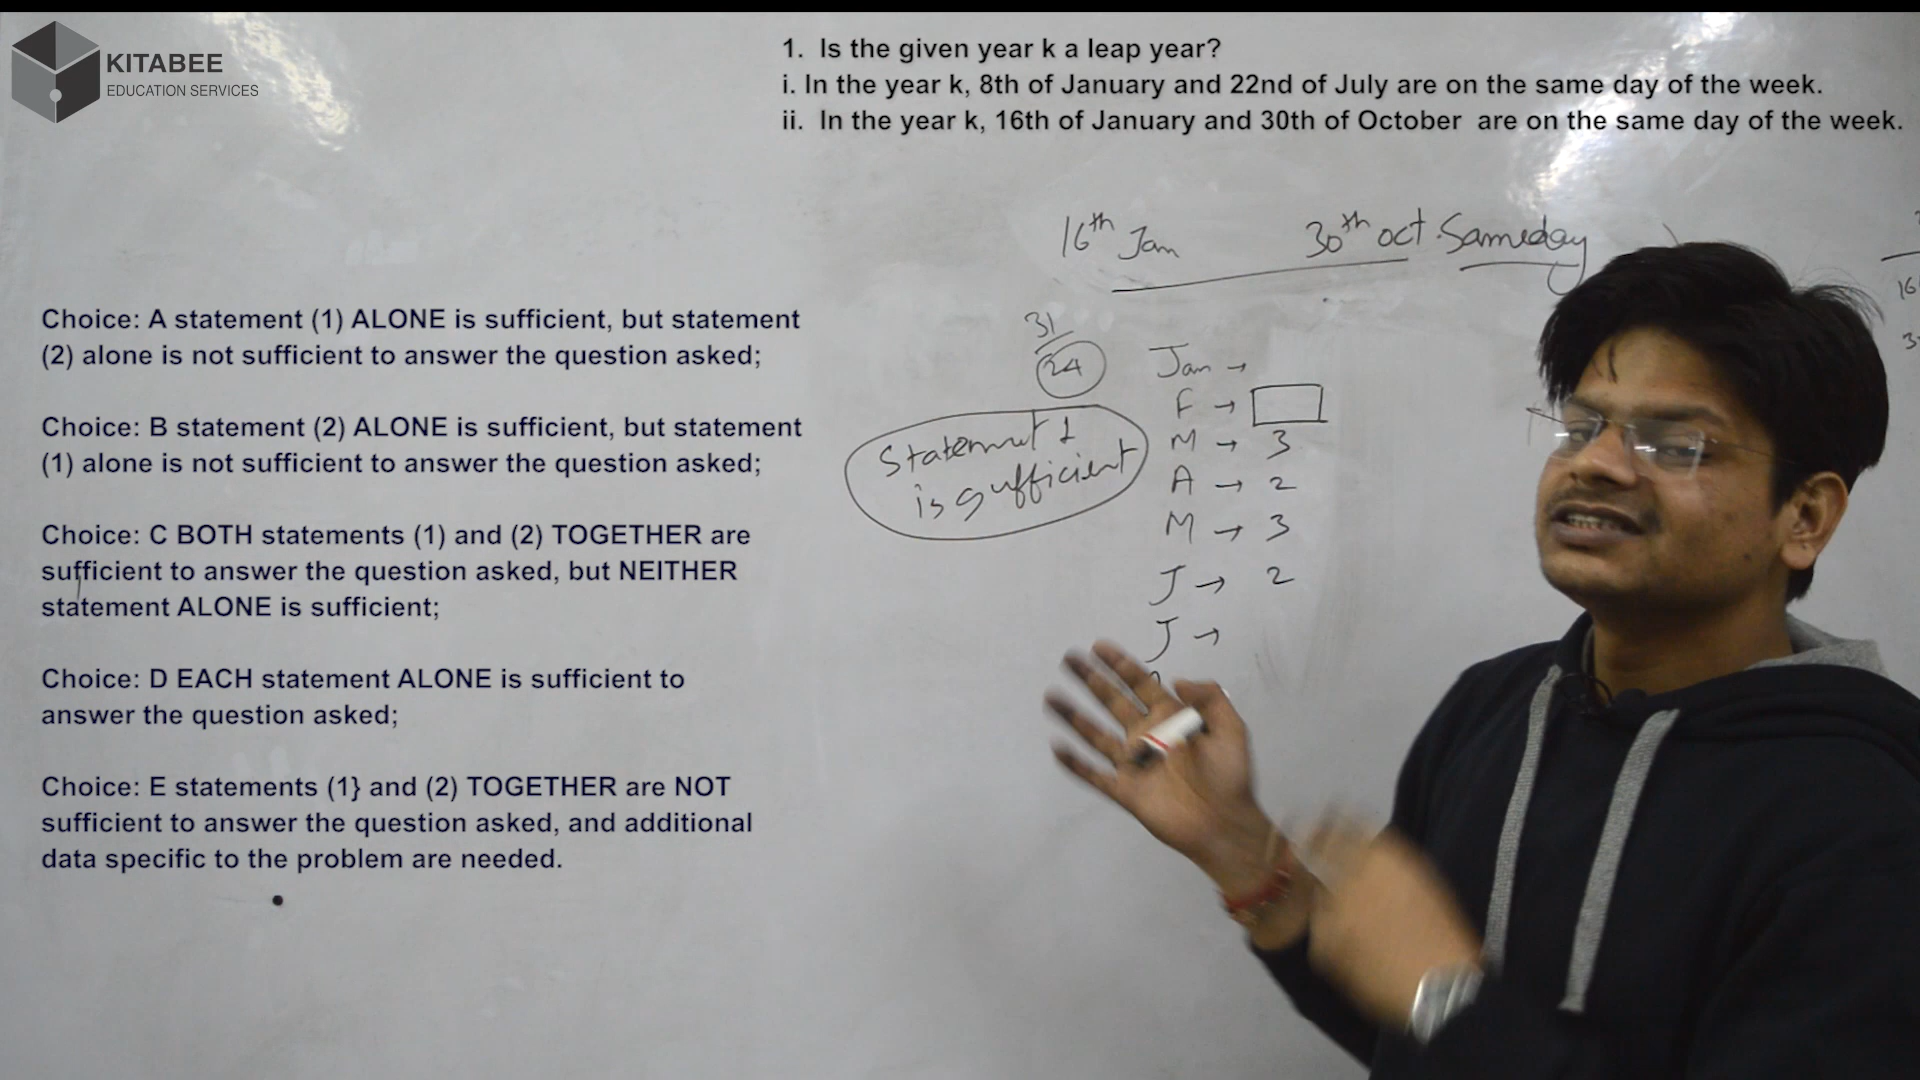 KITABEE
EDUCATION SERVICES
1. Is the given year k a leap year?
i. In the year k, 8th of January and 22nd of July are on the same day of the week.
ii. In the year k, 16th of January and 30th of October are on the same day of the week.
16th Jan 30th oct Sameday
Choice: A statement (1) ALONE is sufficient, but statement
(2) alone is not sufficient to answer the question asked;
Choice: B statement (2) ALONE is sufficient, but statement
(1) alone is not sufficient to answer the question asked;
Choice: C BOTH statements (1) and (2) TOGETHER are
sufficient to answer the question asked, but NEITHER
statement ALONE is sufficient;
Choice: D EACH statement ALONE is sufficient to
answer the question asked;
Choice: E statements (1} and (2) TOGETHER are NOT
sufficient to answer the question asked, and additional
data specific to the problem are needed.
31
24
Statement 1
is sufficient
Jan →
F →
M → 3
A → 2
M → 3
J → 2
J →